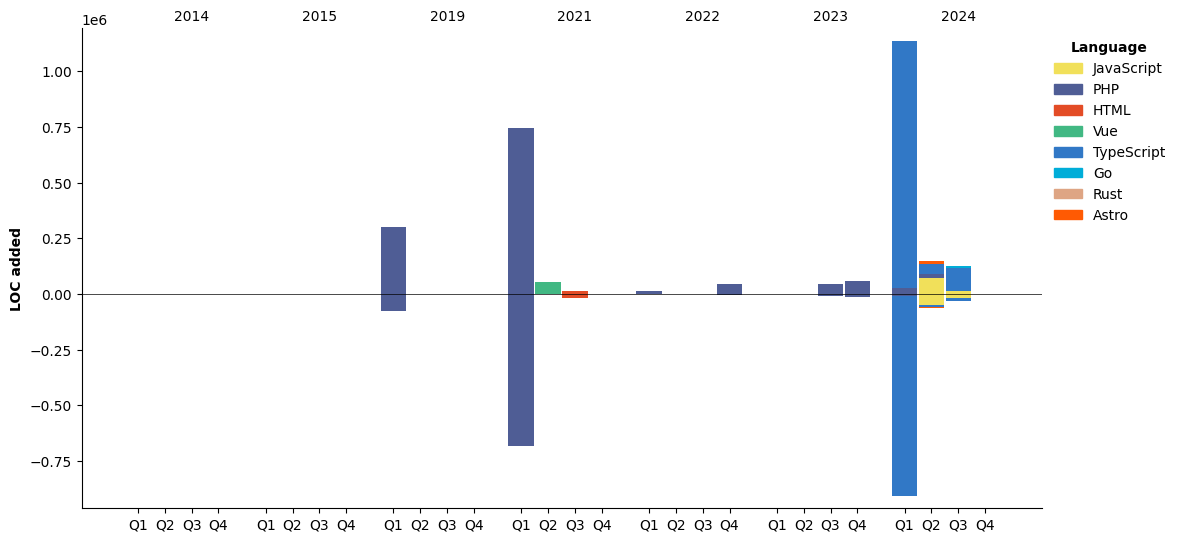 1e6
2014 2015 2019 2021 2022 2023 2024
LOC added
1.00
0.75
0.50
0.25
0.00
−0.25
−0.50
−0.75
Q1 Q2 Q3 Q4 Q1 Q2 Q3 Q4 Q1 Q2 Q3 Q4 Q1 Q2 Q3 Q4 Q1 Q2 Q3 Q4 Q1 Q2 Q3 Q4 Q1 Q2 Q3 Q4
Language
JavaScript
PHP
HTML
Vue
TypeScript
Go
Rust
Astro